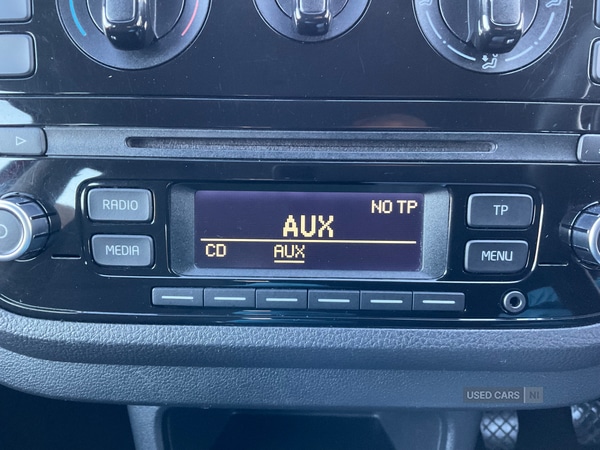 RADIO
MEDIA
NO TP
AUX
CD AUX
TP
MENU
USED CARS NI